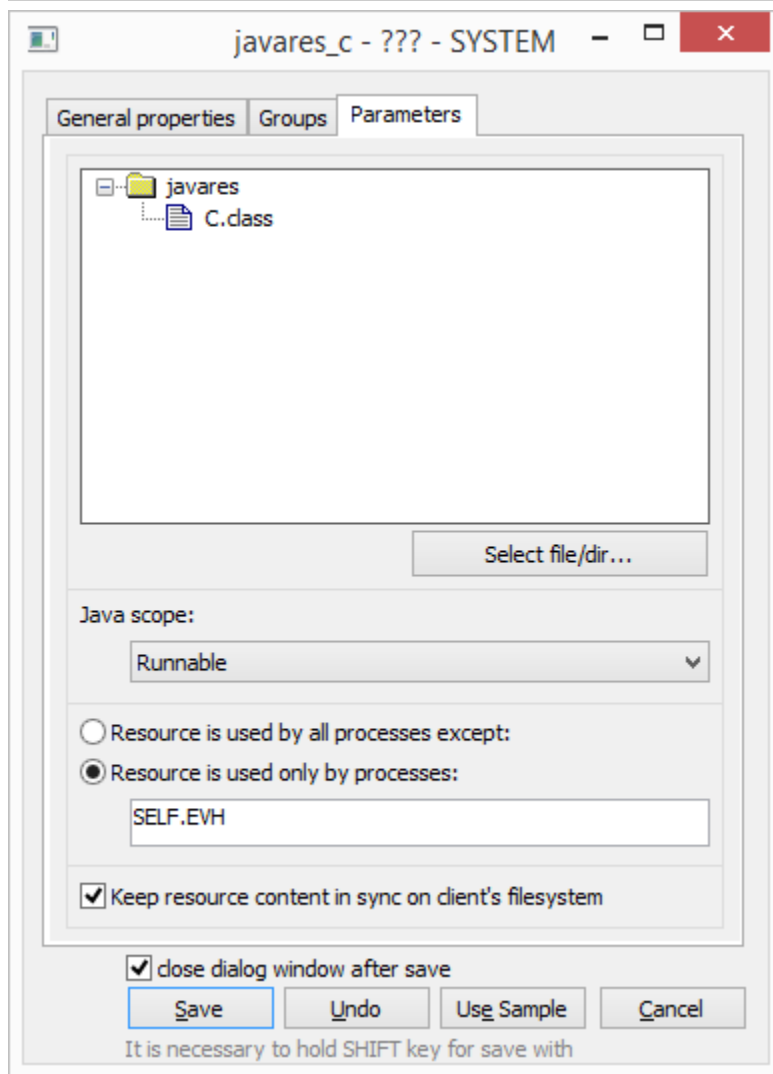 javares_c - ??? - SYSTEM
General properties Groups Parameters
javares
C.class
Select file/dir...
Java scope:
Runnable
Resource is used by all processes except:
Resource is used only by processes:
SELF.EVH
Keep resource content in sync on client's filesystem
close dialog window after save
Save Undo Use Sample Cancel
It is necessary to hold SHIFT key for save with